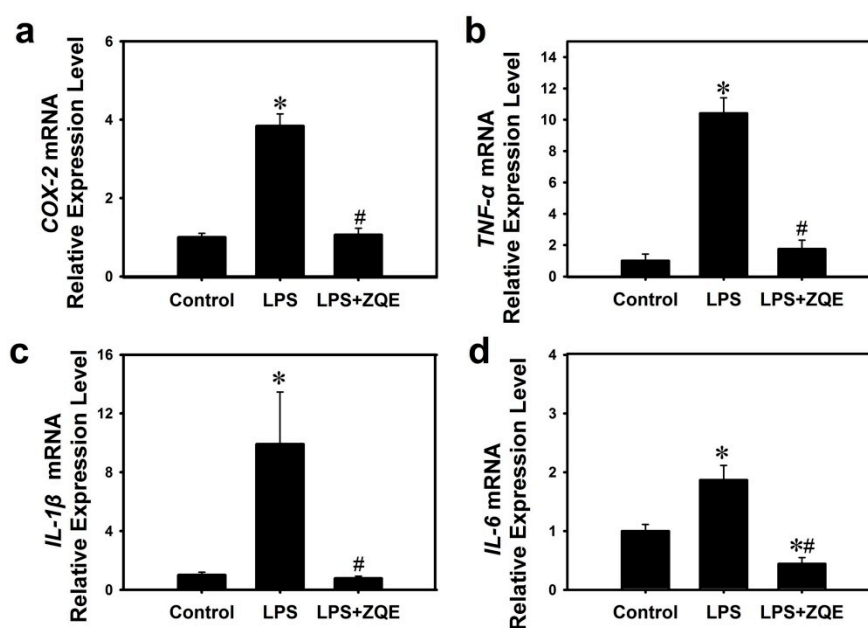 a
COX-2 mRNA
Relative Expression Level
6
4
2
0
*
#
Control LPS LPS+ZQE
b
TNF-α mRNA
Relative Expression Level
14
12
10
8
6
4
2
0
*
#
Control LPS LPS+ZQE
c
IL-1β mRNA
Relative Expression Level
16
12
8
4
0
*
#
Control LPS LPS+ZQE
d
IL-6 mRNA
Relative Expression Level
4
3
2
1
0
*
*#
Control LPS LPS+ZQE